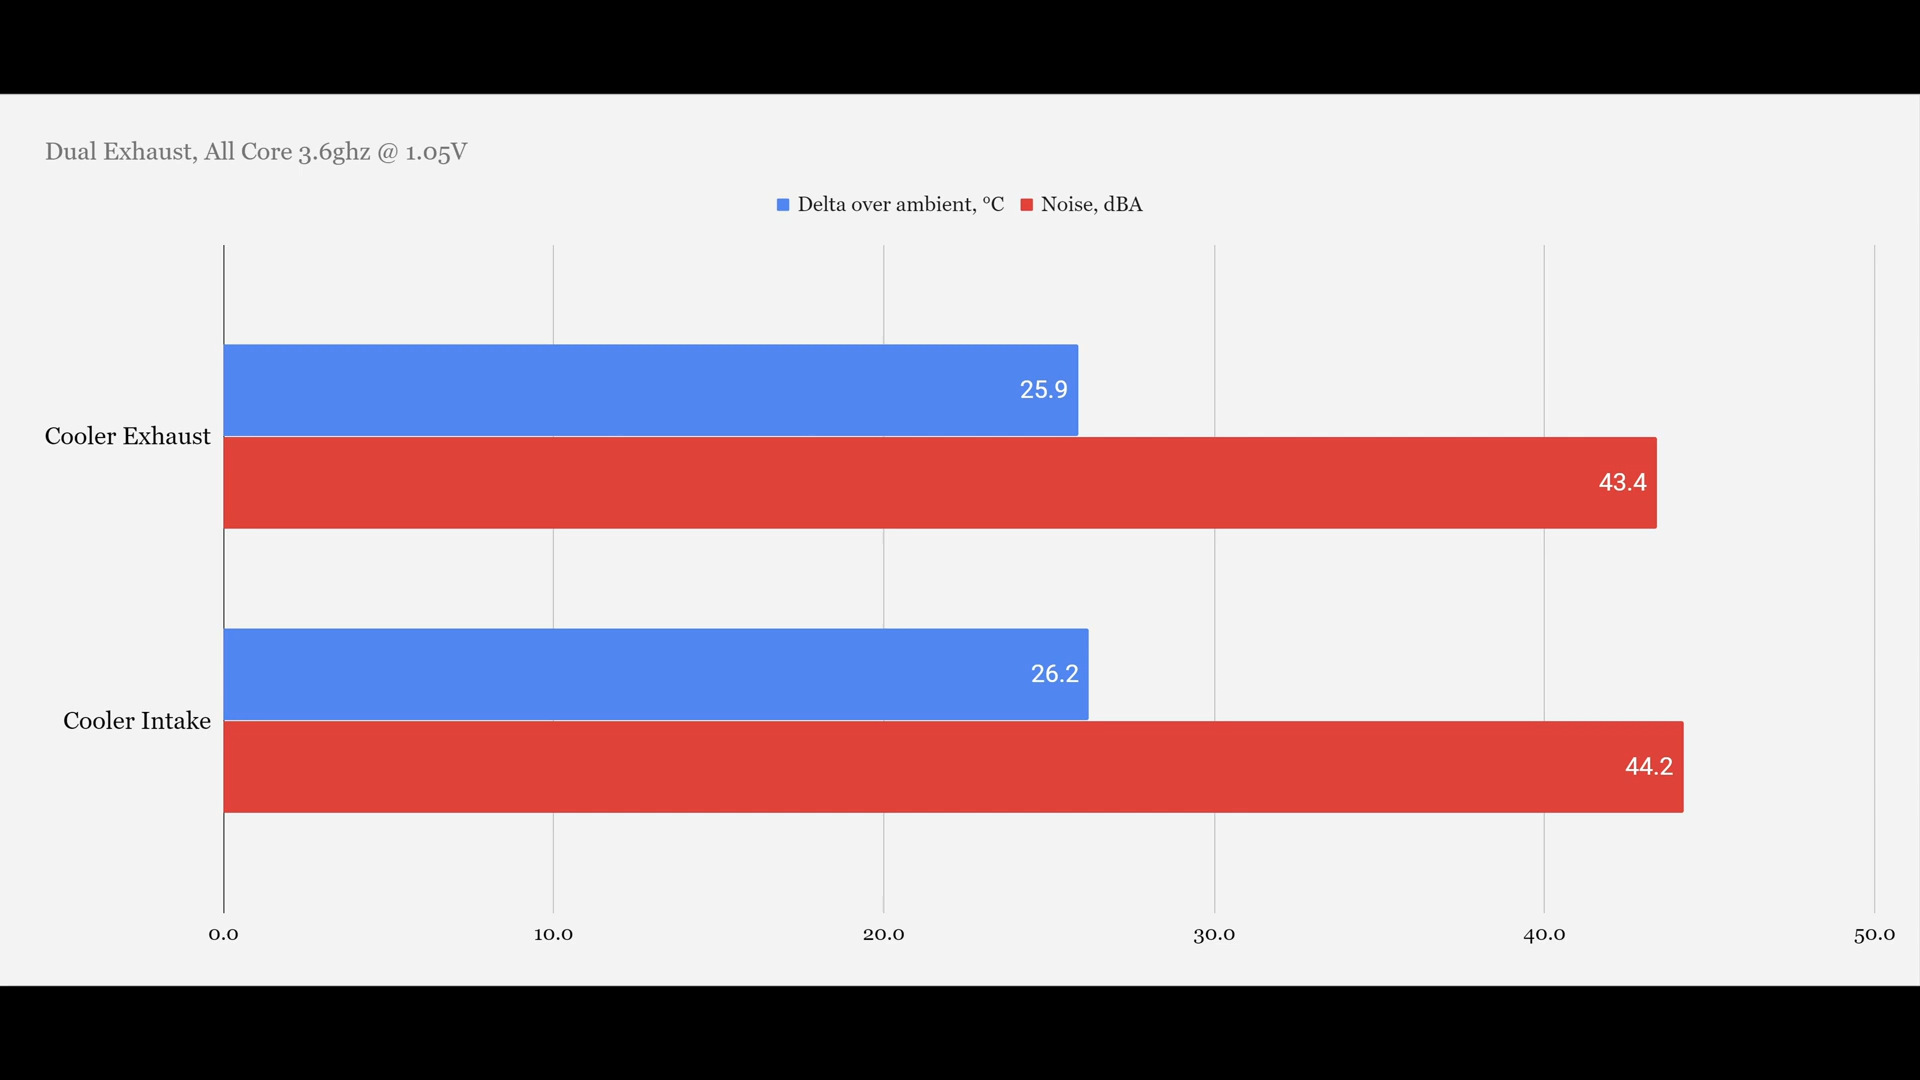 Dual Exhaust, All Core 3.6ghz @ 1.05V
Delta over ambient, °C
Noise, dBA
25.9
Cooler Exhaust
43.4
26.2
Cooler Intake
44.2
0.0
10.0
20.0
30.0
40.0
50.0